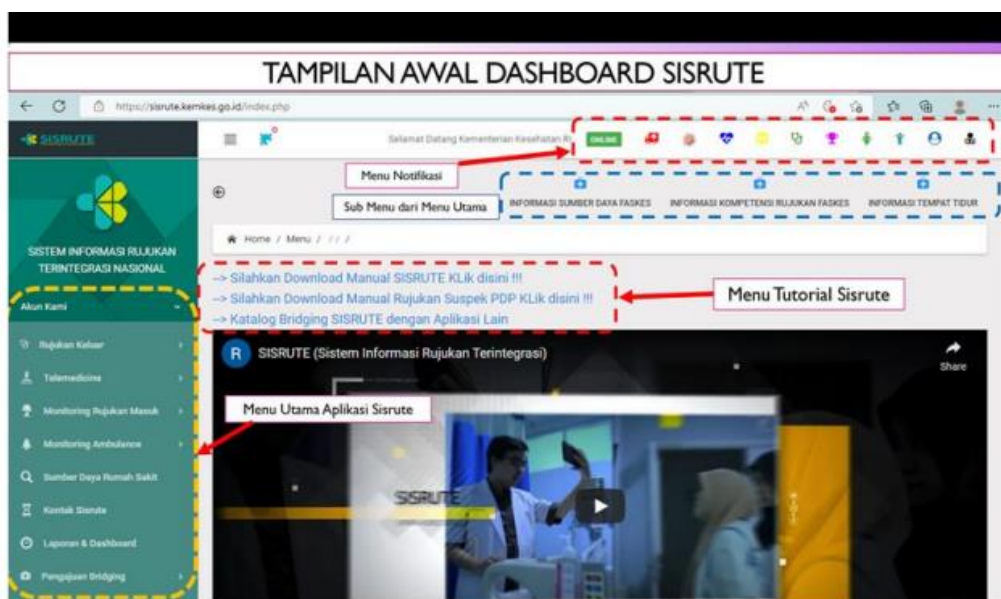 TAMPILAN AWAL DASHBOARD SISRUTE
https://sisrute.kemkes.go.id/index.php
SISRUTE
Selamat Datang Kementerian Kesehatan RI
ONLINE
Menu Notifikasi
Sub Menu dari Menu Utama
INFORMASI SUMBER DAYA FASKES
INFORMASI KOMPETENSI RUJUKAN FASKES
INFORMASI TEMPAT TIDUR
Home / Menu / / / /
SISTEM INFORMASI RUJUKAN
TERINTEGRASI NASIONAL
--> Silahkan Download Manual SISRUTE KLik disini !!!
--> Silahkan Download Manual Rujukan Suspek PDP KLik disini !!!
--> Katalog Bridging SISRUTE dengan Aplikasi Lain
Menu Tutorial Sisrute
Akun Kami
Rujukan Keluar
Telemedicine
Monitoring Rujukan Masuk
Monitoring Ambulance
Sumber Daya Rumah Sakit
Kontak Sisrute
Laporan & Dashboard
Pengajuan Bridging
R
SISRUTE (Sistem Informasi Rujukan Terintegrasi)
Share
Menu Utama Aplikasi Sisrute
SISRUTE